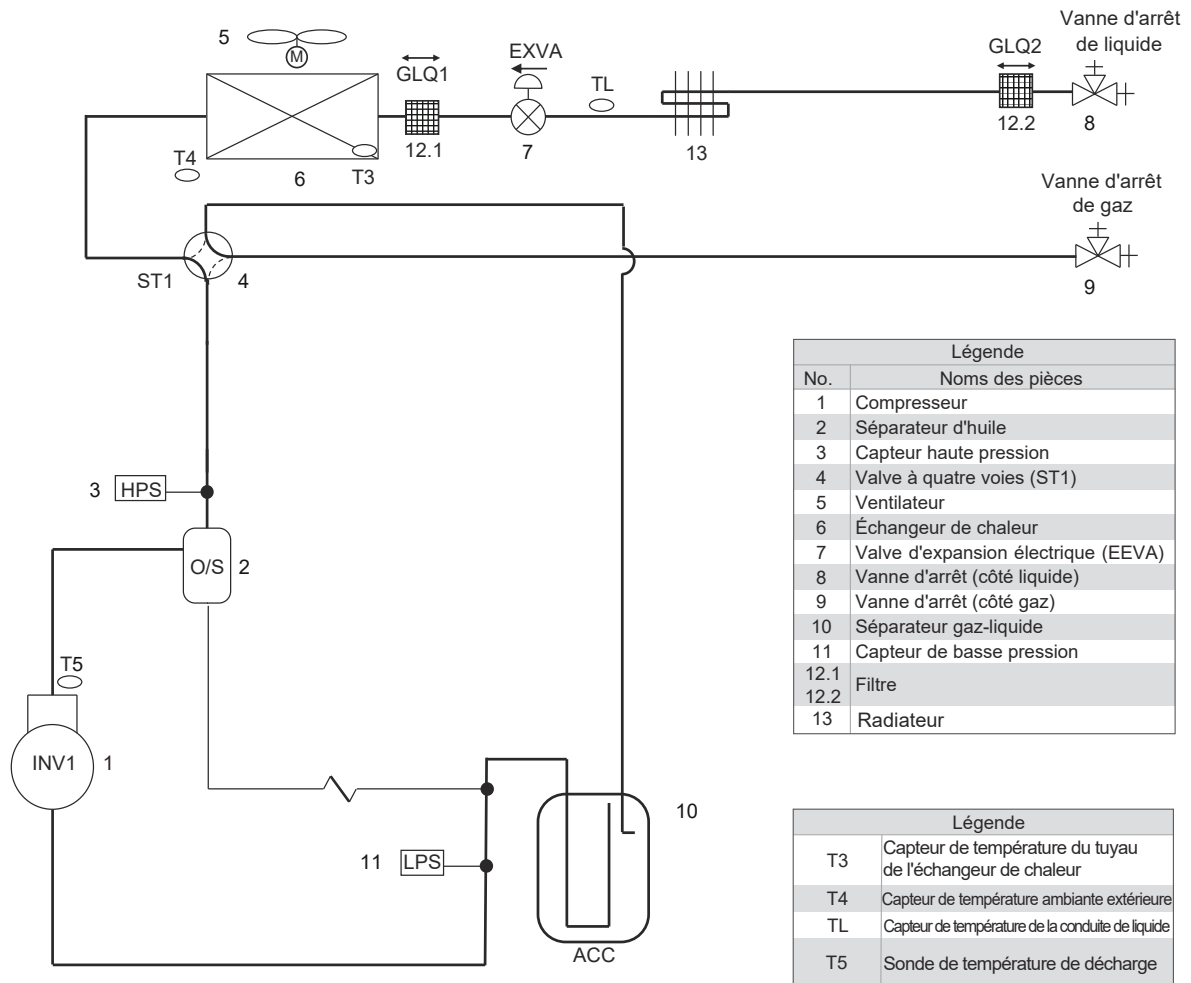 Vanne d'arrêt
de liquide
5
M
EXVA
GLQ1
GLQ2
TL
12.1
7
13
12.2
8
T4
6
T3
Vanne d'arrêt
de gaz
ST1
4
9
3 HPS
O/S 2
T5
INV1 1
10
11 LPS
ACC
Légende
No. Noms des pièces
1 Compresseur
2 Séparateur d'huile
3 Capteur haute pression
4 Valve à quatre voies (ST1)
5 Ventilateur
6 Échangeur de chaleur
7 Valve d'expansion électrique (EEVA)
8 Vanne d'arrêt (côté liquide)
9 Vanne d'arrêt (côté gaz)
10 Séparateur gaz-liquide
11 Capteur de basse pression
12.1
12.2 Filtre
13 Radiateur
Légende
T3 Capteur de température du tuyau
de l'échangeur de chaleur
T4 Capteur de température ambiante extérieure
TL Capteur de température de la conduite de liquide
T5 Sonde de température de décharge